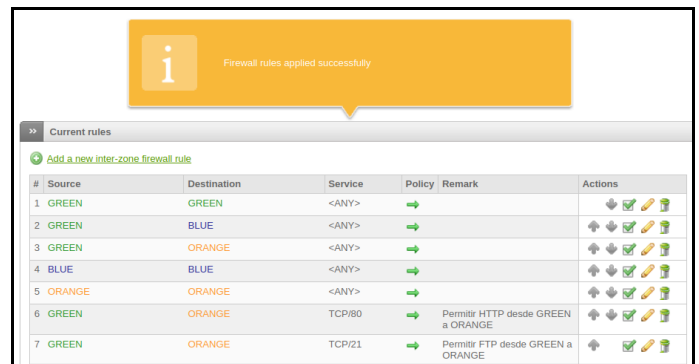 i
Firewall rules applied successfully
» Current rules
Add a new inter-zone firewall rule
# Source Destination Service Policy Remark Actions
1 GREEN GREEN <ANY>
2 GREEN BLUE <ANY>
3 GREEN ORANGE <ANY>
4 BLUE BLUE <ANY>
5 ORANGE ORANGE <ANY>
6 GREEN ORANGE TCP/80 Permitir HTTP desde GREEN
a ORANGE
7 GREEN ORANGE TCP/21 Permitir FTP desde GREEN a
ORANGE